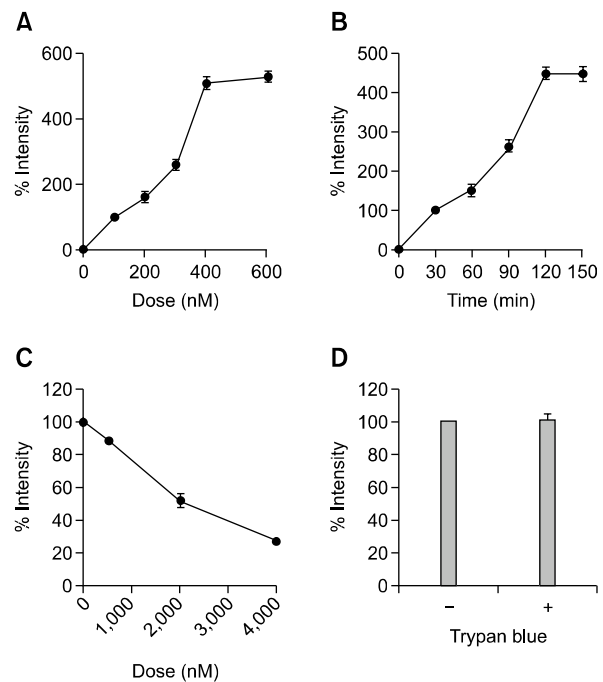 A
% Intensity
600
400
200
0
0 200 400 600
Dose (nM)
B
% Intensity
500
400
300
200
100
0
0 30 60 90 120 150
Time (min)
C
% Intensity
120
100
80
60
40
20
0
0 1,000 2,000 3,000 4,000
Dose (nM)
D
% Intensity
120
100
80
60
40
20
0
− +
Trypan blue